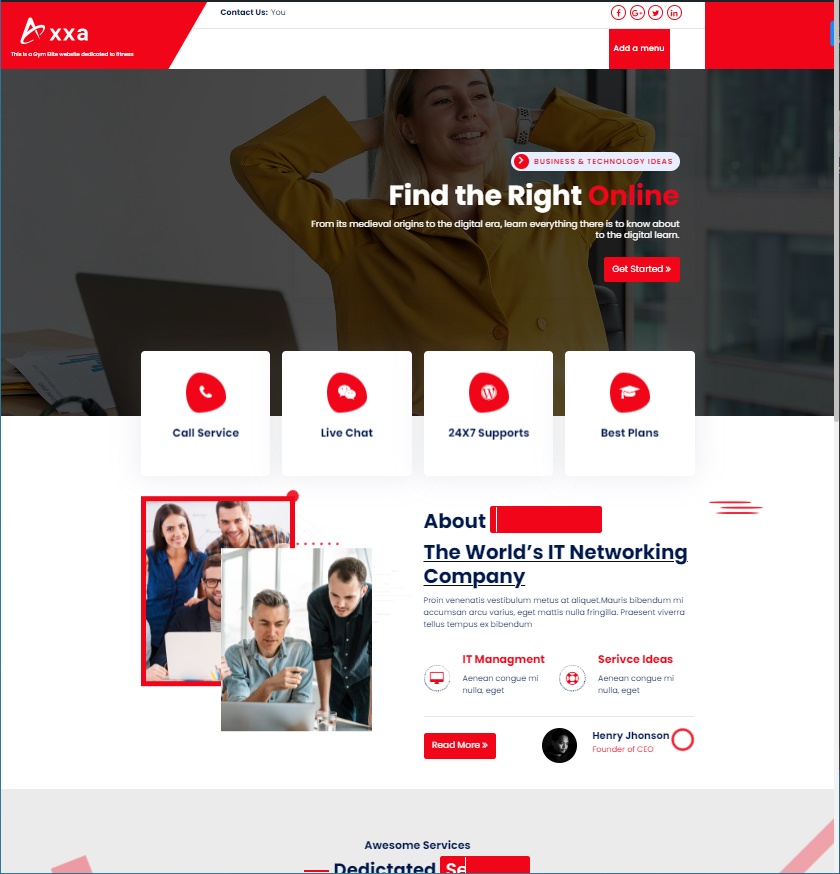 Axxa
This is a Gym Elite website dedicated to fitness
Contact Us: You
Add a menu
BUSINESS & TECHNOLOGY IDEAS
Find the Right Online
From its medieval origins to the digital era, learn everything there is to know about
to the digital learn.
Get Started »
Call Service
Live Chat
24X7 Supports
Best Plans
About
The World's IT Networking
Company
Proin venenatis vestibulum metus at aliquet.Mauris bibendum mi
accumsan arcu varius, eget mattis nulla fringilla. Praesent viverra
tellus tempus ex bibendum
IT Managment
Aenean congue mi
nulla, eget
Serivce Ideas
Aenean congue mi
nulla, eget
Read More »
Henry Jhonson
Founder of CEO
Awesome Services
Dedictated Se